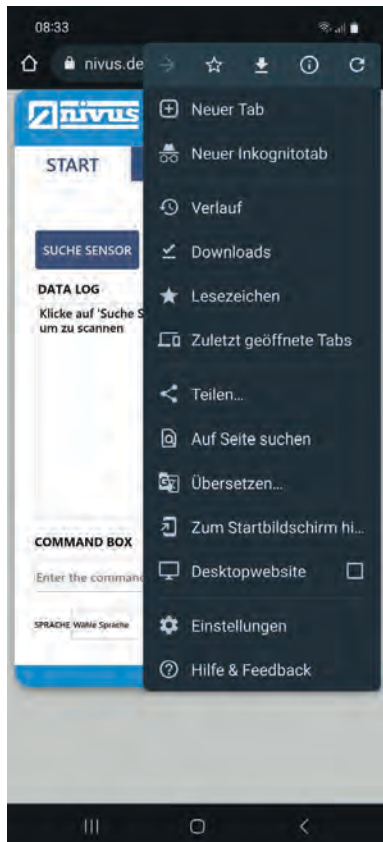 08:33
nivus.de
nivus
Neuer Tab
START
Neuer Inkognitotab
Verlauf
SUCHE SENSOR
Downloads
DATA LOG
Lesezeichen
Klicke auf 'Suche S
um zu scannen
Zuletzt geöffnete Tabs
Teilen...
Auf Seite suchen
Übersetzen...
Zum Startbildschirm hi...
COMMAND BOX
Desktopwebsite
Enter the command
SPRACHE Wähle Sprache
Einstellungen
Hilfe & Feedback